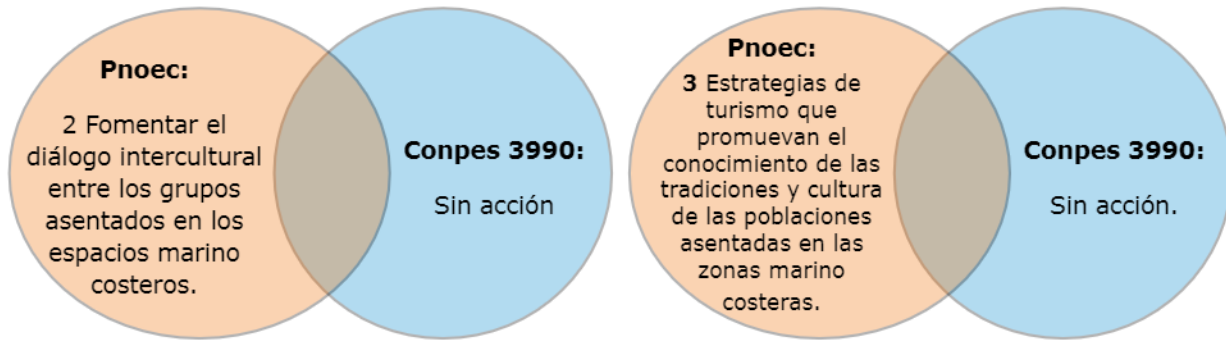 Pnoec:
2 Fomentar el
diálogo intercultural
entre los grupos
asentados en los
espacios marino
costeros.
Conpes 3990:
Sin acción
Pnoec:
3 Estrategias de
turismo que
promuevan el
conocimiento de las
tradiciones y cultura
de las poblaciones
asentadas en las
zonas marino
costeras.
Conpes 3990:
Sin acción.